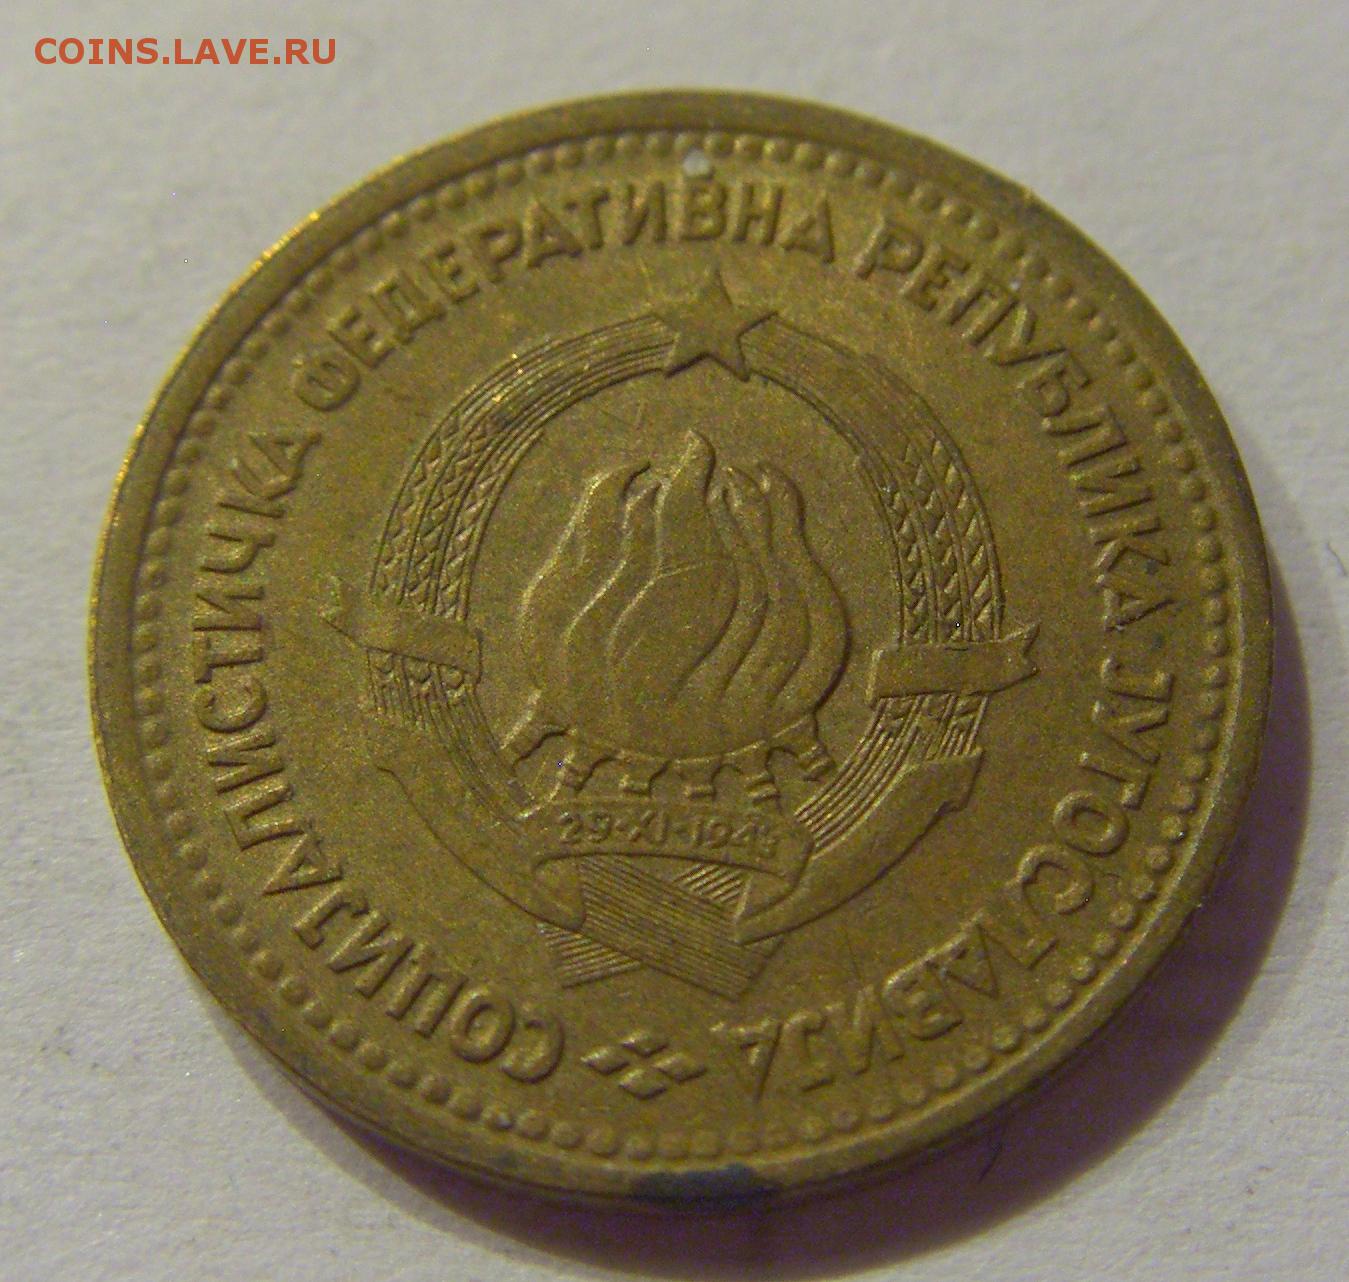 COINS.LAVE.RU
СОЦИЈАЛИСТИЧКА ФЕДЕРАТИВНА РЕПУБЛИКА ЈУГОСЛАВИЈА
29·XI·1943